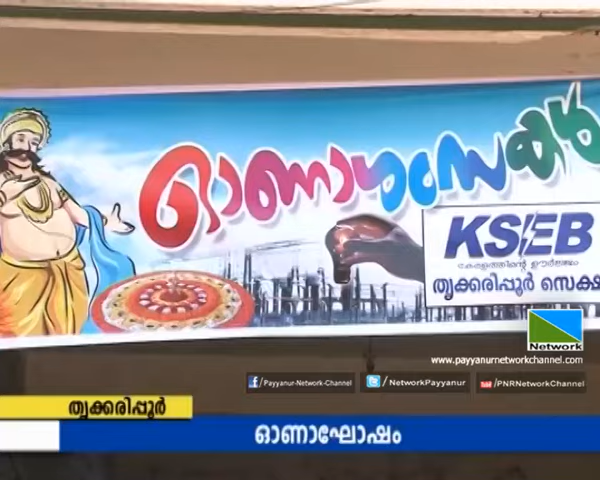 ഓണാശംസകൾ
KSEB
കേരളത്തിന്റെ ഊർജ്ജം
തൃക്കരിപ്പൂർ സെക്ഷ
Network
www.payyanurnetworkchannel.com
f/Payyanur-Network-Channel
/NetworkPayyanur
/PNRNetworkChannel
തൃക്കരിപ്പൂർ
ഓണാഘോഷം